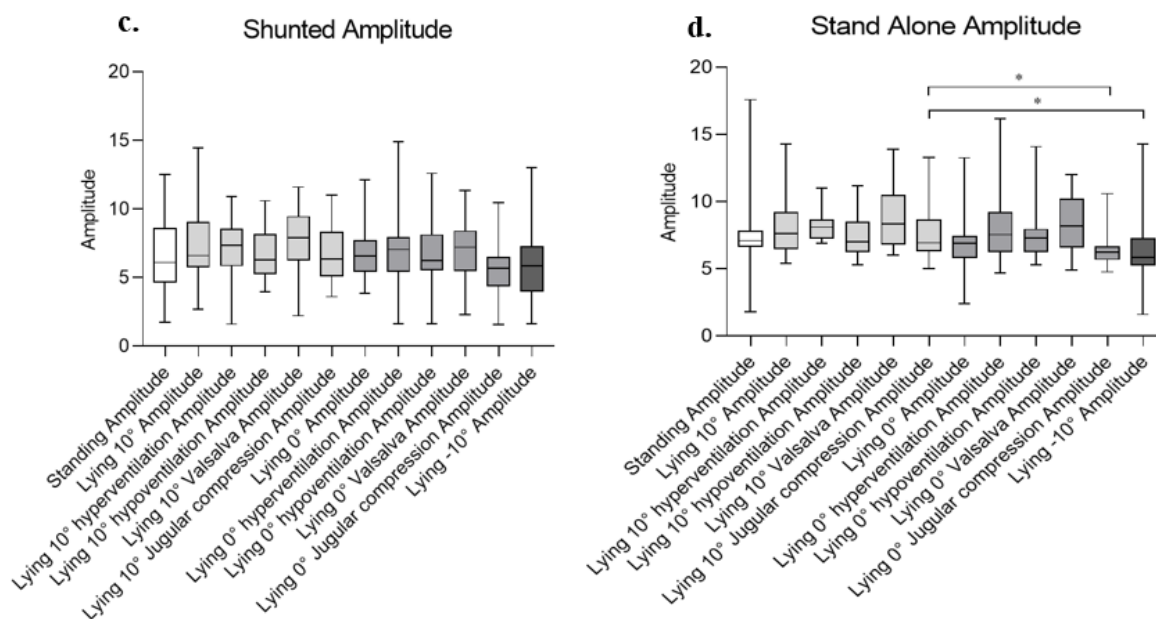 c.
Shunted Amplitude
Amplitude
20
15
10
5
0
Standing Amplitude
Lying 10° Amplitude
Lying 10° hyperventilation Amplitude
Lying 10° hypoventilation Amplitude
Lying 10° Valsalva Amplitude
Lying 10° Jugular compression Amplitude
Lying 0° Amplitude
Lying 0° hyperventilation Amplitude
Lying 0° hypoventilation Amplitude
Lying 0° Valsalva Amplitude
Lying 0° Jugular compression Amplitude
Lying -10° Amplitude
d.
Stand Alone Amplitude
Amplitude
20
15
10
5
0
*
*
Standing Amplitude
Lying 10° Amplitude
Lying 10° hyperventilation Amplitude
Lying 10° hypoventilation Amplitude
Lying 10° Valsalva Amplitude
Lying 10° Jugular compression Amplitude
Lying 0° Amplitude
Lying 0° hyperventilation Amplitude
Lying 0° hypoventilation Amplitude
Lying 0° Valsalva Amplitude
Lying 0° Jugular compression Amplitude
Lying -10° Amplitude